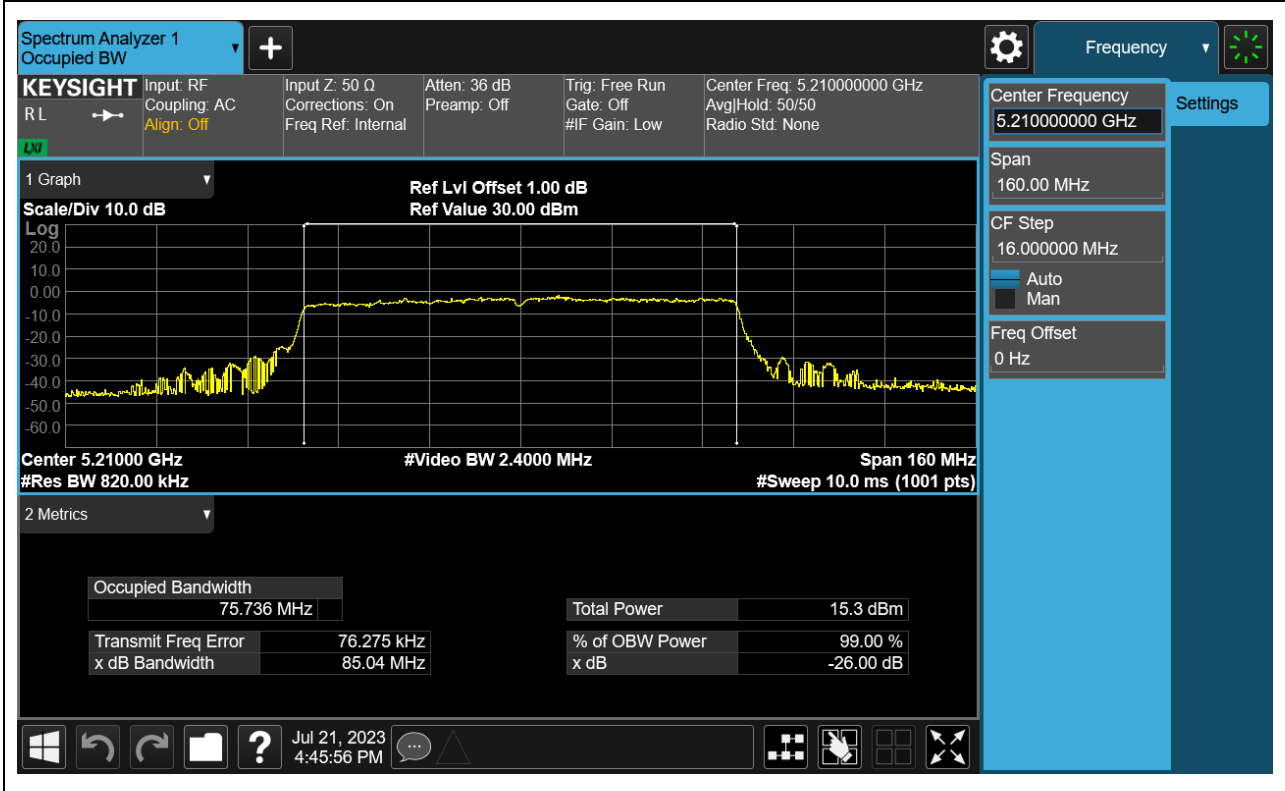 Spectrum Analyzer 1
Occupied BW
Frequency
KEYSIGHT
R L
LXI
Input: RF
Coupling: AC
Align: Off
Input Z: 50 Ω
Corrections: On
Freq Ref: Internal
Atten: 36 dB
Preamp: Off
Trig: Free Run
Gate: Off
#IF Gain: Low
Center Freq: 5.210000000 GHz
Avg|Hold: 50/50
Radio Std: None
Center Frequency
5.210000000 GHz
Settings
Span
160.00 MHz
CF Step
16.000000 MHz
Auto
Man
Freq Offset
0 Hz
1 Graph
Scale/Div 10.0 dB
Ref Lvl Offset 1.00 dB
Ref Value 30.00 dBm
Log
20.0
10.0
0.00
-10.0
-20.0
-30.0
-40.0
-50.0
-60.0
Center 5.21000 GHz
#Video BW 2.4000 MHz
Span 160 MHz
#Res BW 820.00 kHz
#Sweep 10.0 ms (1001 pts)
2 Metrics
Occupied Bandwidth
75.736 MHz
Total Power 15.3 dBm
Transmit Freq Error 76.275 kHz
% of OBW Power 99.00 %
x dB Bandwidth 85.04 MHz
x dB -26.00 dB
Jul 21, 2023
4:45:56 PM